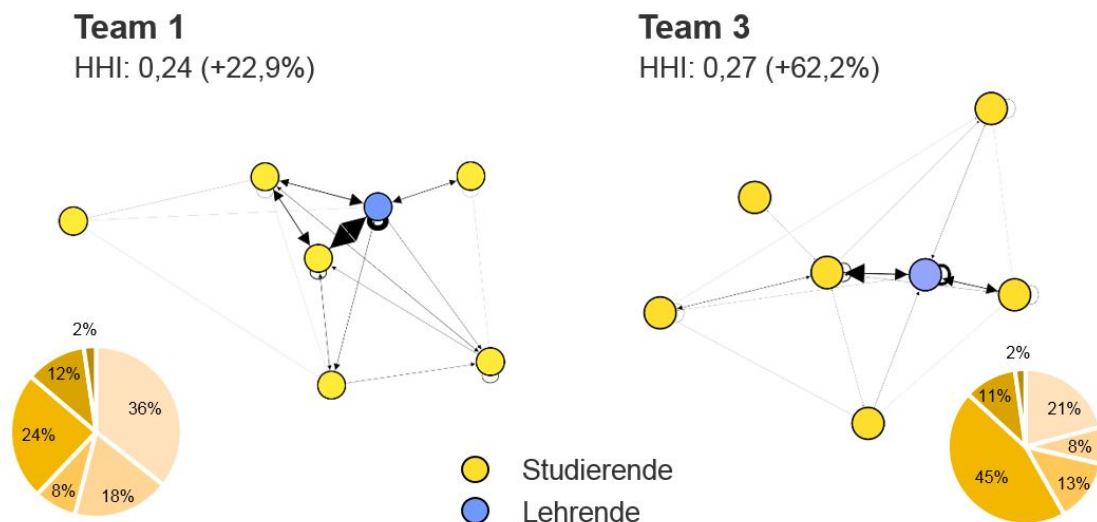 Team 1
HHI: 0,24 (+22,9%)
Team 3
HHI: 0,27 (+62,2%)
2%
12%
36%
24%
8%
18%
2%
11%
21%
8%
45%
13%
Studierende
Lehrende